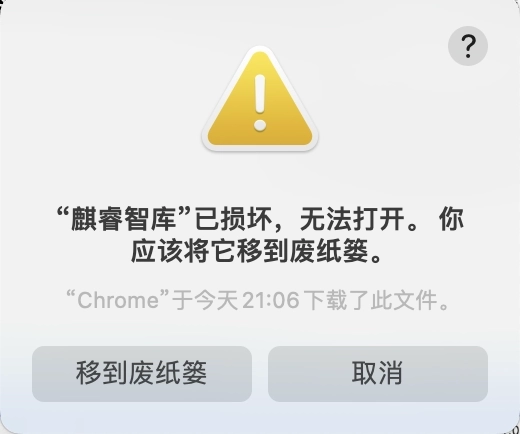 ?
“麒睿智库”已损坏，无法打开。 你
应该将它移到废纸篓。
“Chrome”于今天 21:06 下载了此文件。
移到废纸篓
取消